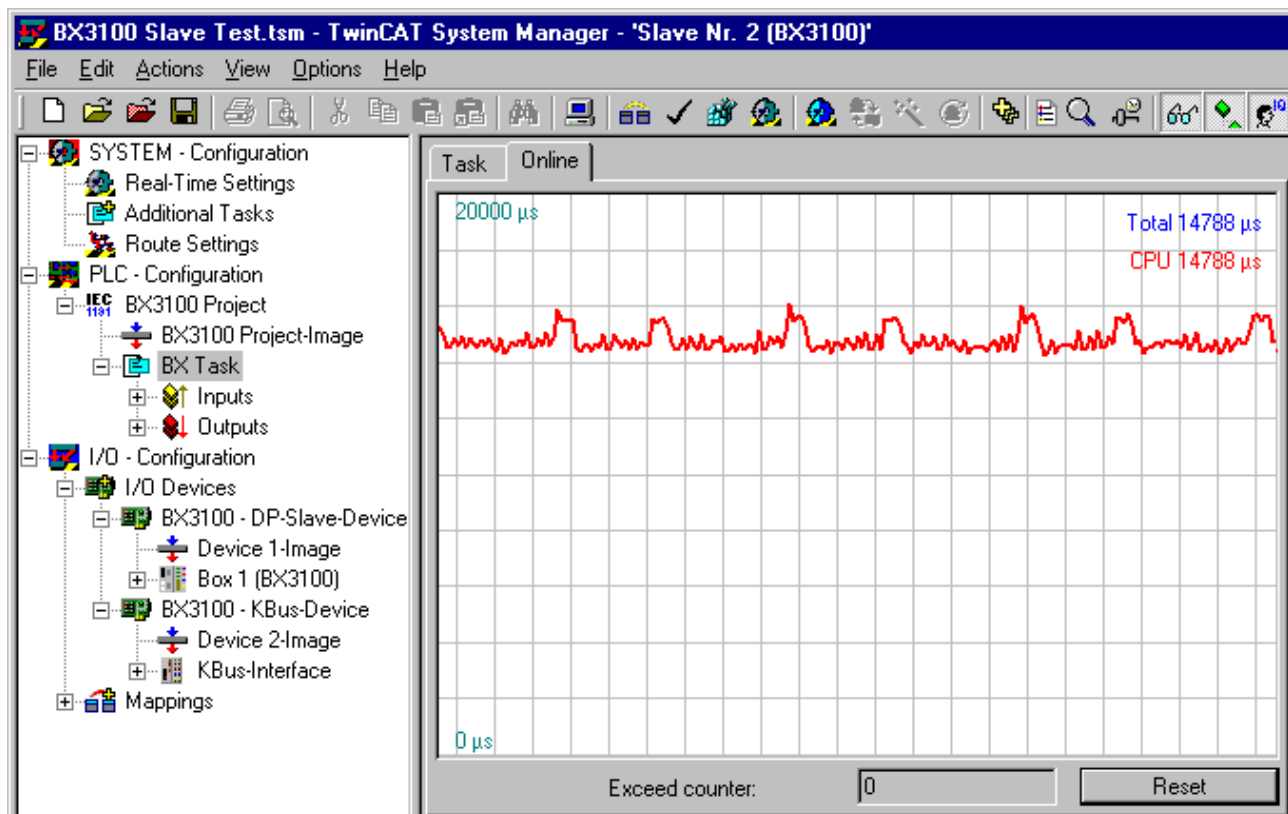 BX3100 Slave Test.tsm - TwinCAT System Manager - 'Slave Nr. 2 (BX3100)'
File Edit Actions View Options Help
SYSTEM - Configuration
Real-Time Settings
Additional Tasks
Route Settings
PLC - Configuration
IEC 1131 BX3100 Project
BX3100 Project-Image
BX Task
Inputs
Outputs
I/O - Configuration
I/O Devices
BX3100 - DP-Slave-Device
Device 1-Image
Box 1 (BX3100)
BX3100 - KBus-Device
Device 2-Image
KBus-Interface
Mappings
Task Online
20000 µs
Total 14788 µs
CPU 14788 µs
0 µs
Exceed counter: 0 Reset